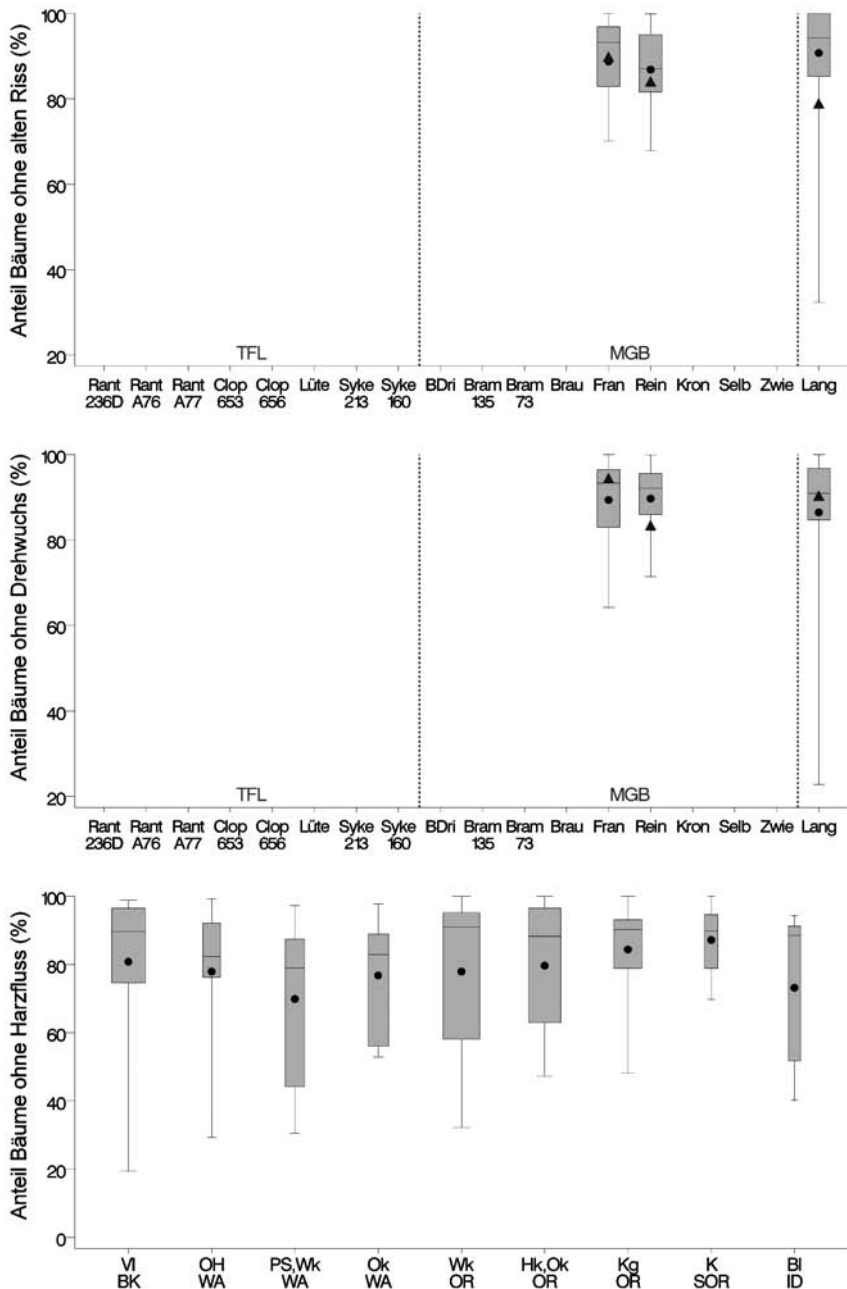 Anteil Bäume ohne alten Riss (%)
100
80
60
40
20
TFL
MGB
Rant Rant Rant Clop Clop Lüte Syke Syke BDri Bram Bram Brau Fran Rein Kron Selb Zwie Lang
236D A76 A77 653 656 213 160 135 73
Anteil Bäume ohne Drehwuchs (%)
100
80
60
40
20
TFL
MGB
Rant Rant Rant Clop Clop Lüte Syke Syke BDri Bram Bram Brau Fran Rein Kron Selb Zwie Lang
236D A76 A77 653 656 213 160 135 73
Anteil Bäume ohne Harzfluss (%)
100
80
60
40
20
0
VI OH PS,Wk Ok Wk Hk,Ok Kg K BI
BK WA WA WA OR OR OR SOR ID